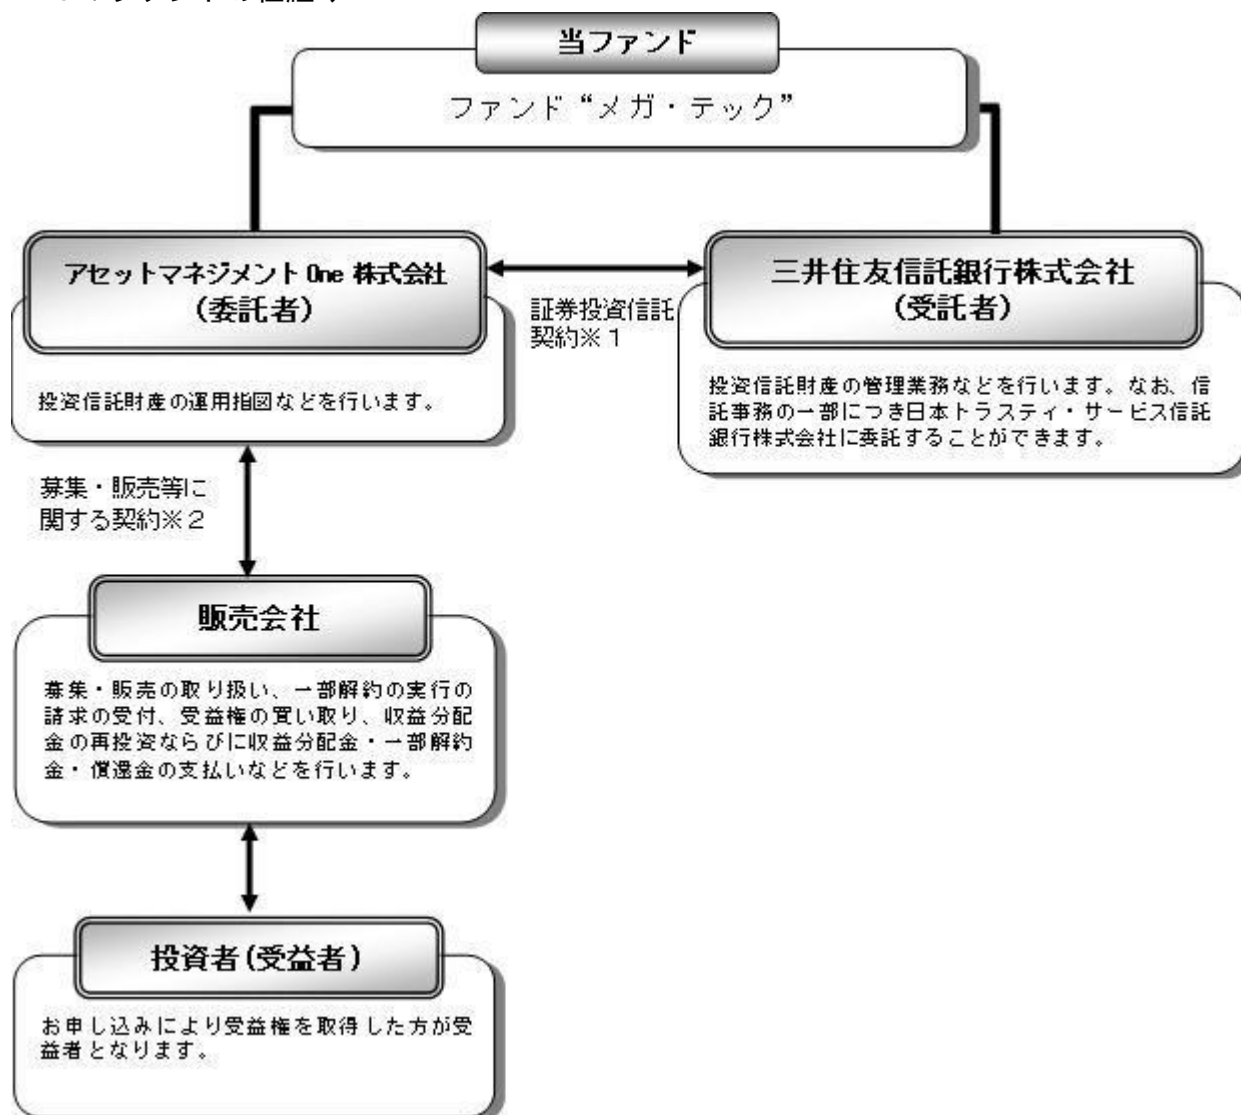 当ファンド
ファンド“メガ・テック”
アセットマネジメントOne 株式会社
(委託者)
証券投資信託
契約※1
三井住友信託銀行株式会社
(受託者)
投資信託財産の運用指図などを行います。
投資信託財産の管理業務などを行います。なお、信
託事務の一部につき日本トラスティ・サービス信託
銀行株式会社に委託することができます。
募集・販売等に
関する契約※2
販売会社
募集・販売の取り扱い、一部解約の実行の
請求の受付、受益権の買い取り、収益分配
金の再投資ならびに収益分配金・一部解約
金・償還金の支払いなどを行います。
投資者(受益者)
お申し込みにより受益権を取得した方が受
益者となります。